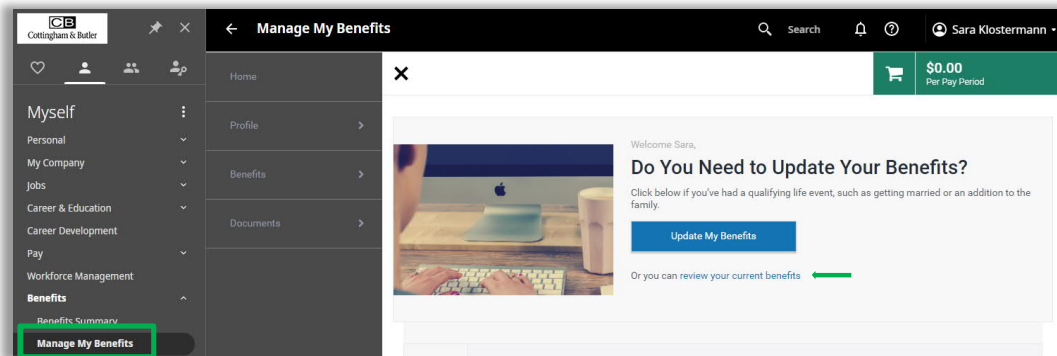 CB
Cottingham & Butler
Myself
Personal
My Company
Jobs
Career & Education
Career Development
Pay
Workforce Management
Benefits
Benefits Summary
Manage My Benefits
Manage My Benefits
Search
Sara Klostermann
Home
Profile
Benefits
Documents
$0.00
Per Pay Period
Welcome Sara,
Do You Need to Update Your Benefits?
Click below if you've had a qualifying life event, such as getting married or an addition to the
family.
Update My Benefits
Or you can review your current benefits